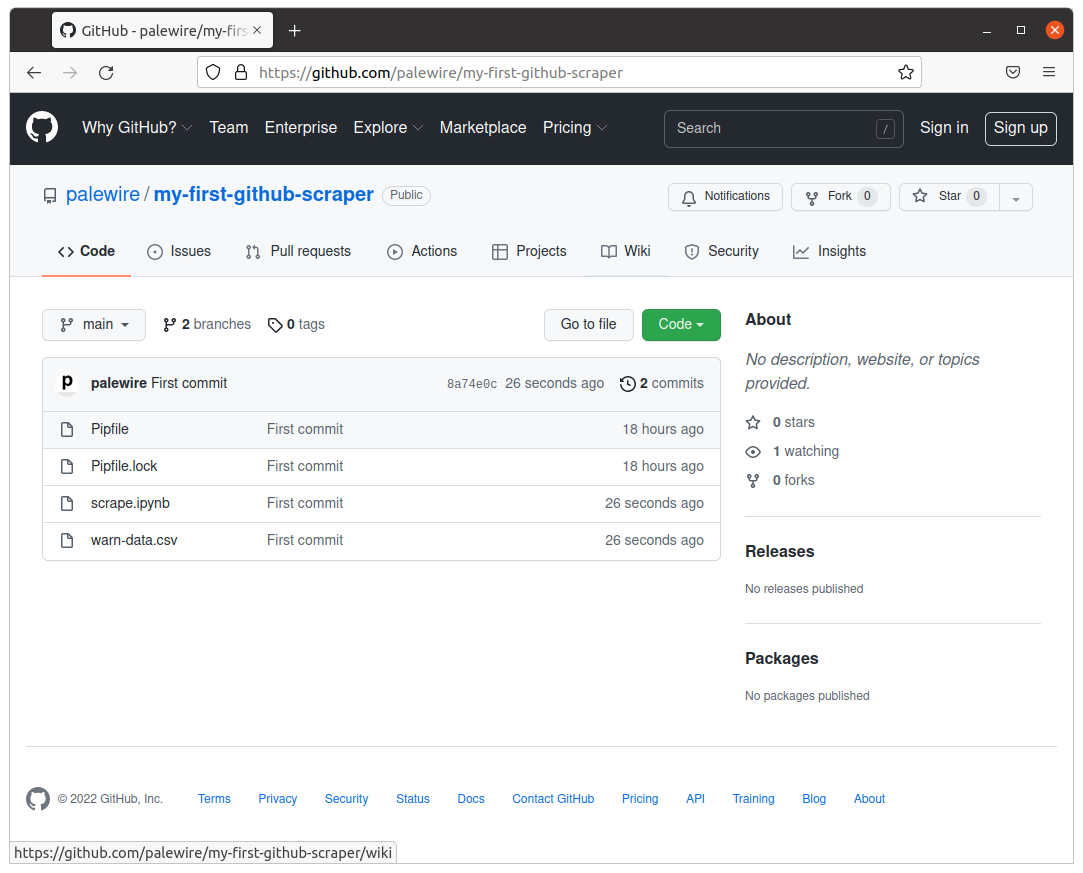 GitHub - palewire/my-firs
https://github.com/palewire/my-first-github-scraper
Why GitHub? Team Enterprise Explore Marketplace Pricing Search / Sign in Sign up
palewire / my-first-github-scraper Public Notifications Fork 0 Star 0
Code Issues Pull requests Actions Projects Wiki Security Insights
main 2 branches 0 tags Go to file Code
p palewire First commit 8a74e0c 26 seconds ago 2 commits
Pipfile First commit 18 hours ago
Pipfile.lock First commit 18 hours ago
scrape.ipynb First commit 26 seconds ago
warn-data.csv First commit 26 seconds ago
About
No description, website, or topics
provided.
0 stars
1 watching
0 forks
Releases
No releases published
Packages
No packages published
© 2022 GitHub, Inc. Terms Privacy Security Status Docs Contact GitHub Pricing API Training Blog About
https://github.com/palewire/my-first-github-scraper/wiki